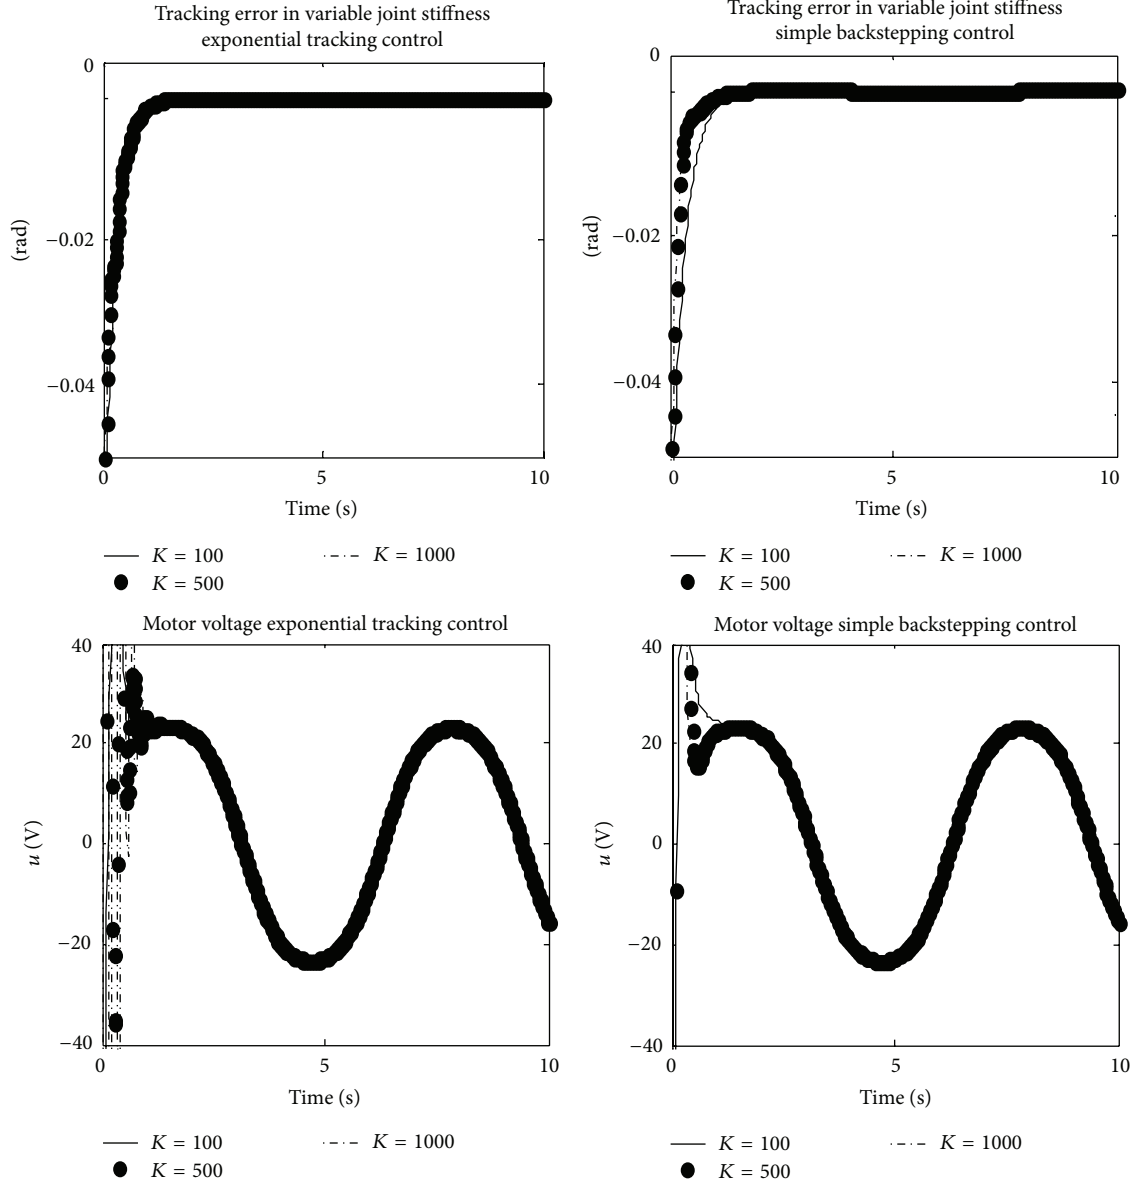 Tracking error in variable joint stiffness
exponential tracking control
0
−0.02
−0.04
(rad)
0
5
10
Time (s)
K = 100
K = 1000
K = 500
Tracking error in variable joint stiffness
simple backstepping control
0
−0.02
−0.04
(rad)
0
5
10
Time (s)
K = 100
K = 1000
K = 500
Motor voltage exponential tracking control
40
20
0
−20
−40
u (V)
0
5
10
Time (s)
K = 100
K = 1000
K = 500
Motor voltage simple backstepping control
40
20
0
−20
−40
u (V)
0
5
10
Time (s)
K = 100
K = 1000
K = 500